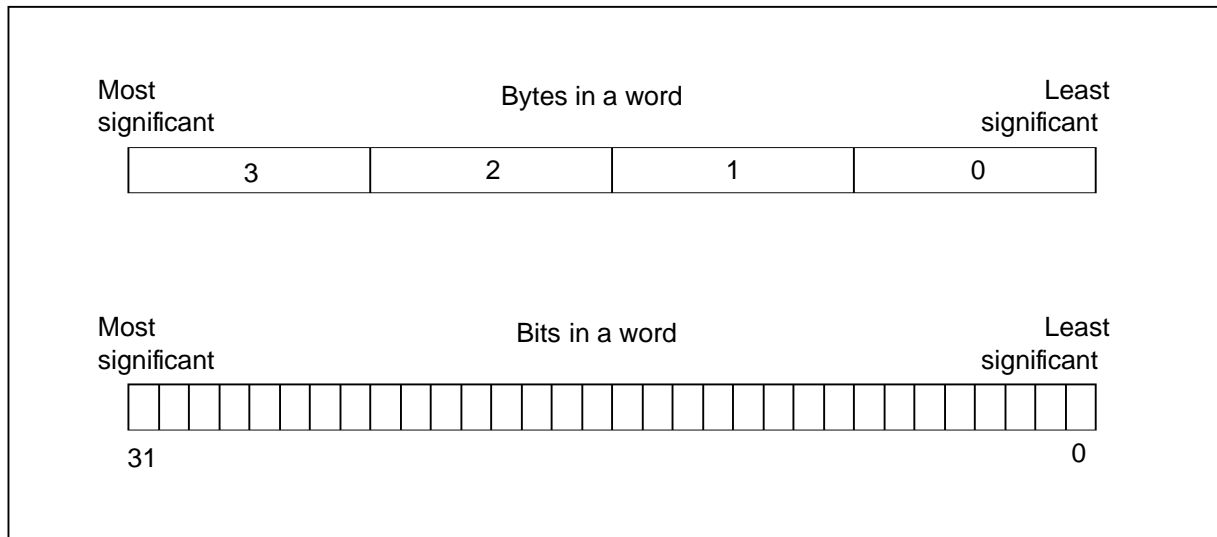 Most
significant
Bytes in a word
Least
significant
3 2 1 0
Most
significant
Bits in a word
Least
significant
31 0